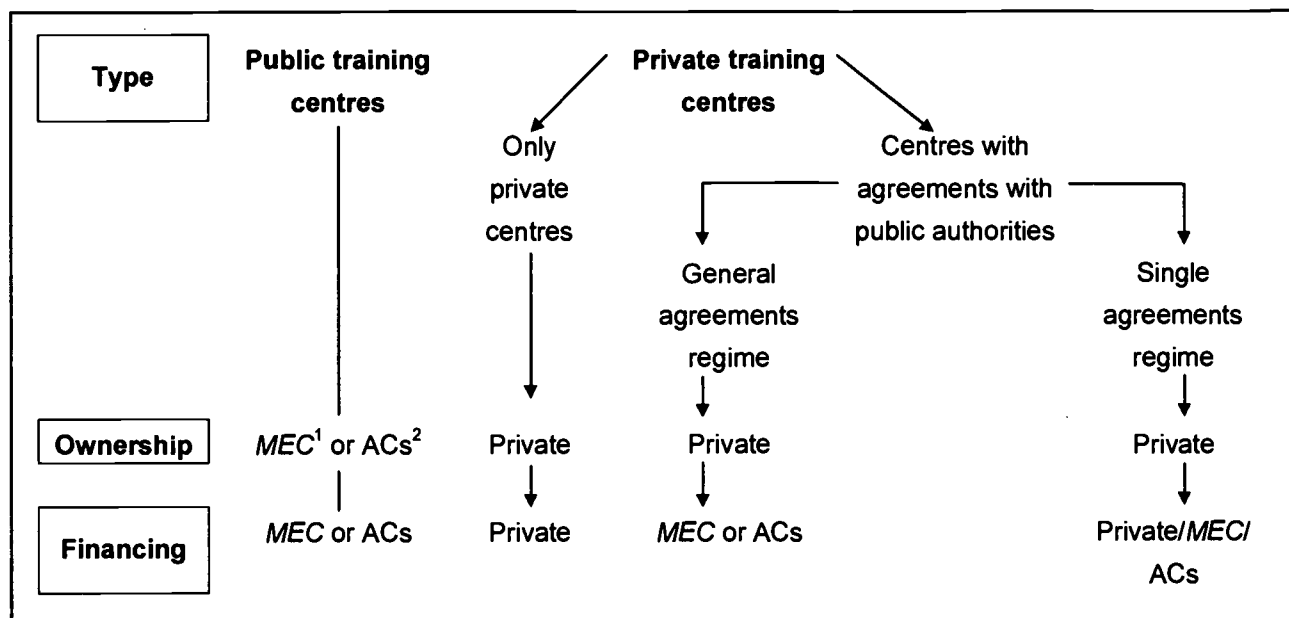 Type
Public training
centres
Private training
centres
Only
private
centres
Centres with
agreements with
public authorities
General
agreements
regime
Single
agreements
regime
Ownership
MEC¹ or ACs²
Private
Private
Private
Financing
MEC or ACs
Private
MEC or ACs
Private/MEC/
ACs